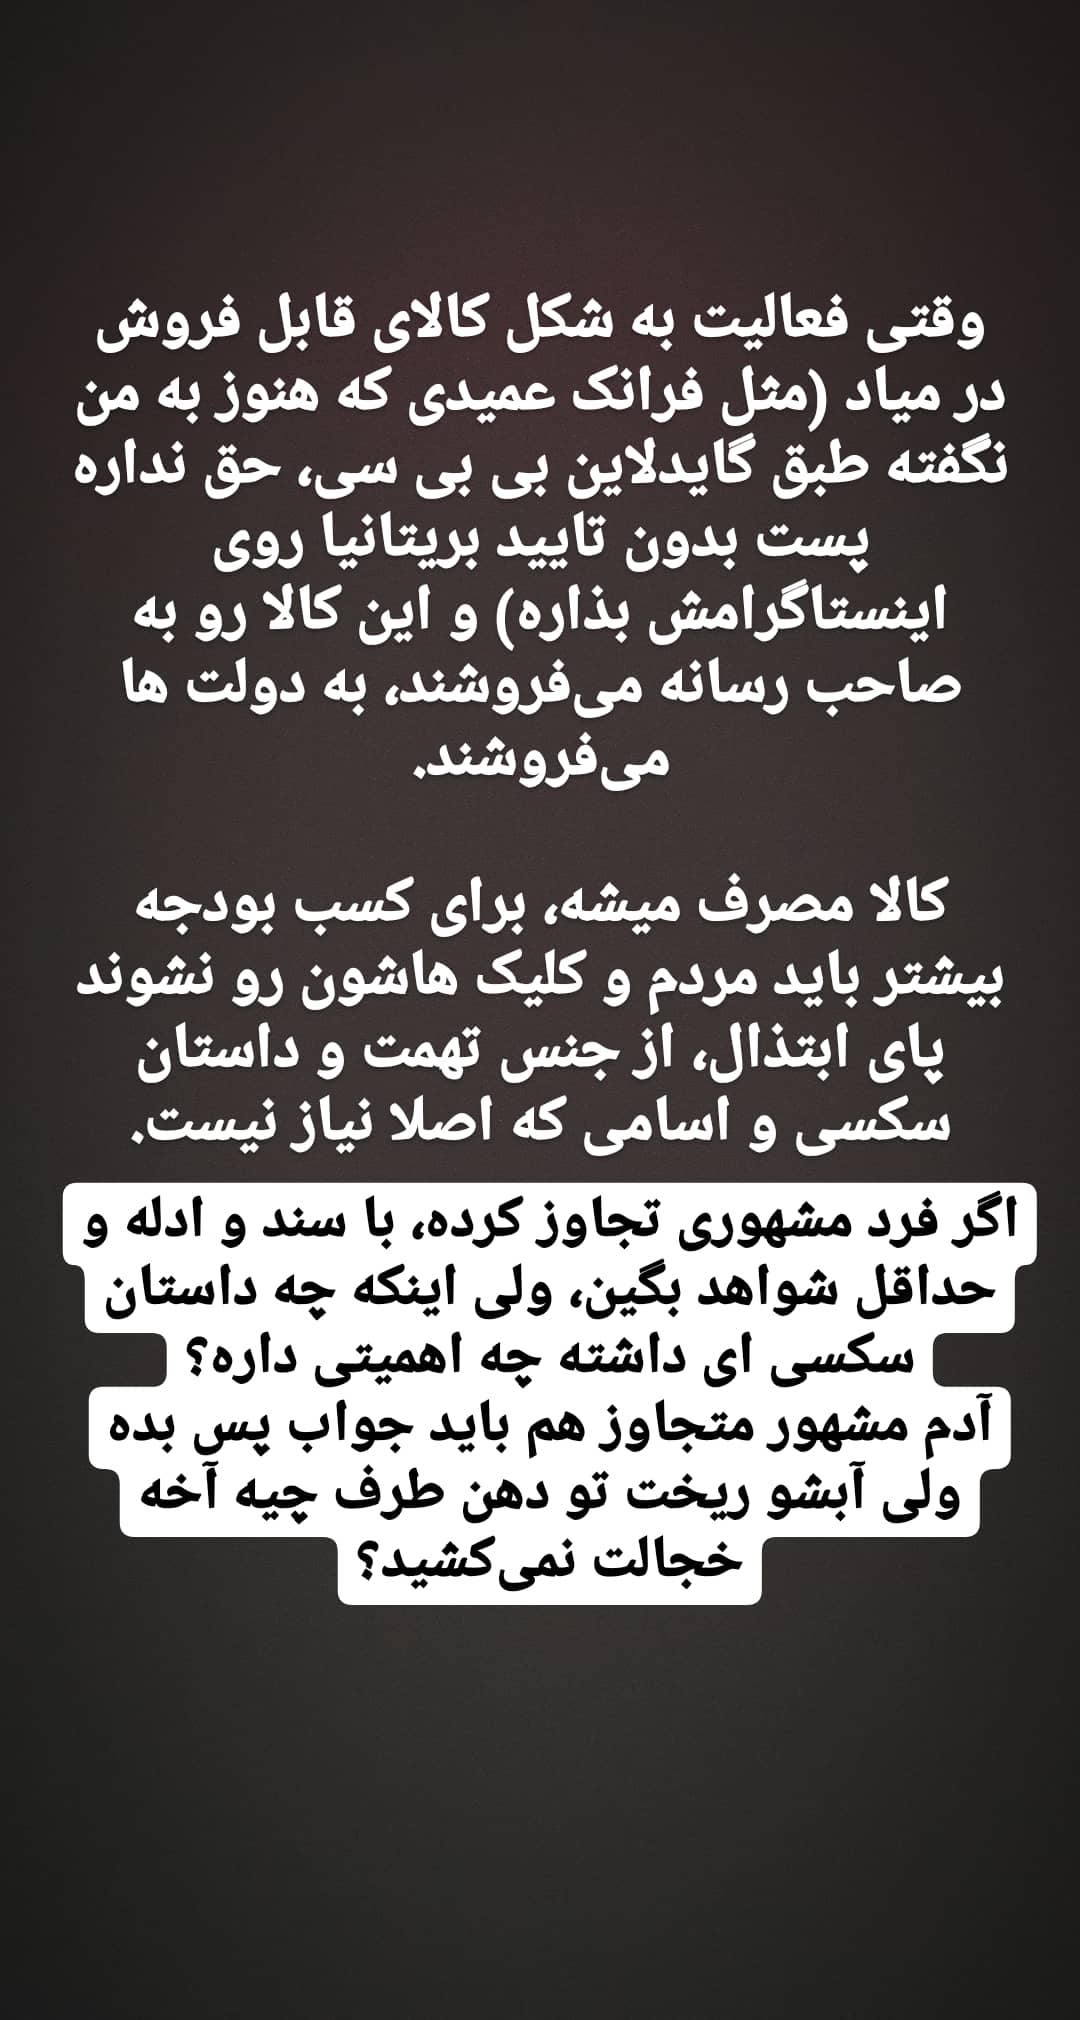 وقتی فعالیت به شکل کالای قابل فروش
در میاد (مثل فرانک عمیدی که هنوز به من
نگفته طبق گایدلاین بی بی سی، حق نداره
پست بدون تایید بریتانیا روی
اینستاگرامش بذاره) و این کالا رو به
صاحب رسانه می‌فروشند، به دولت ها
می‌فروشند.
کالا مصرف میشه، برای کسب بودجه
بیشتر باید مردم و کلیک هاشون رو نشوند
پای ابتذال، از جنس تهمت و داستان
سکسی و اسامی که اصلا نیاز نیست.
اگر فرد مشهوری تجاوز کرده، با سند و ادله و
حداقل شواهد بگین، ولی اینکه چه داستان
سکسی ای داشته چه اهمیتی داره؟
آدم مشهور متجاوز هم باید جواب پس بده
ولی آبشو ریخت تو دهن طرف چیه آخه
خجالت نمی‌کشید؟